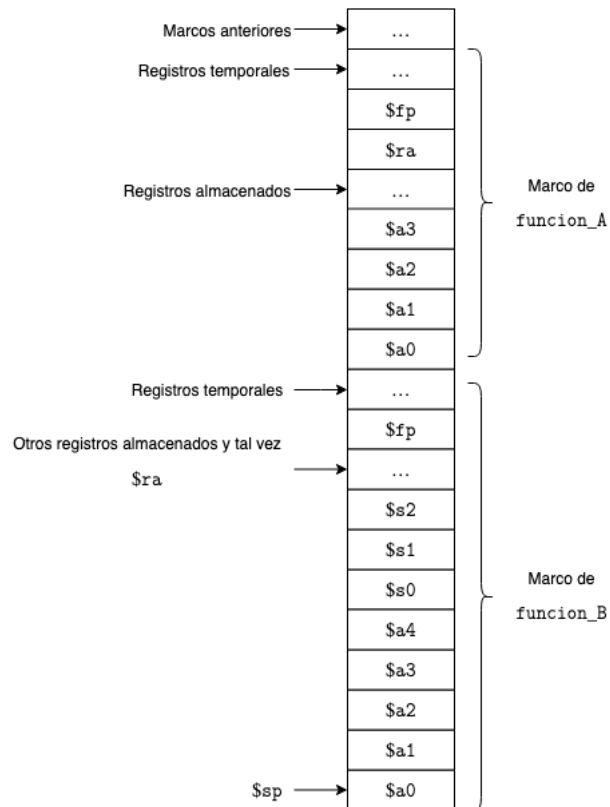 Marcos anteriores
...
Registros temporales
...
$fp
$ra
Registros almacenados
...
$a3
$a2
$a1
$a0
Marco de
funcion_A
Registros temporales
...
$fp
Otros registros almacenados y tal vez
$ra
...
$s2
$s1
$s0
$a4
$a3
$a2
$a1
$sp
$a0
Marco de
funcion_B